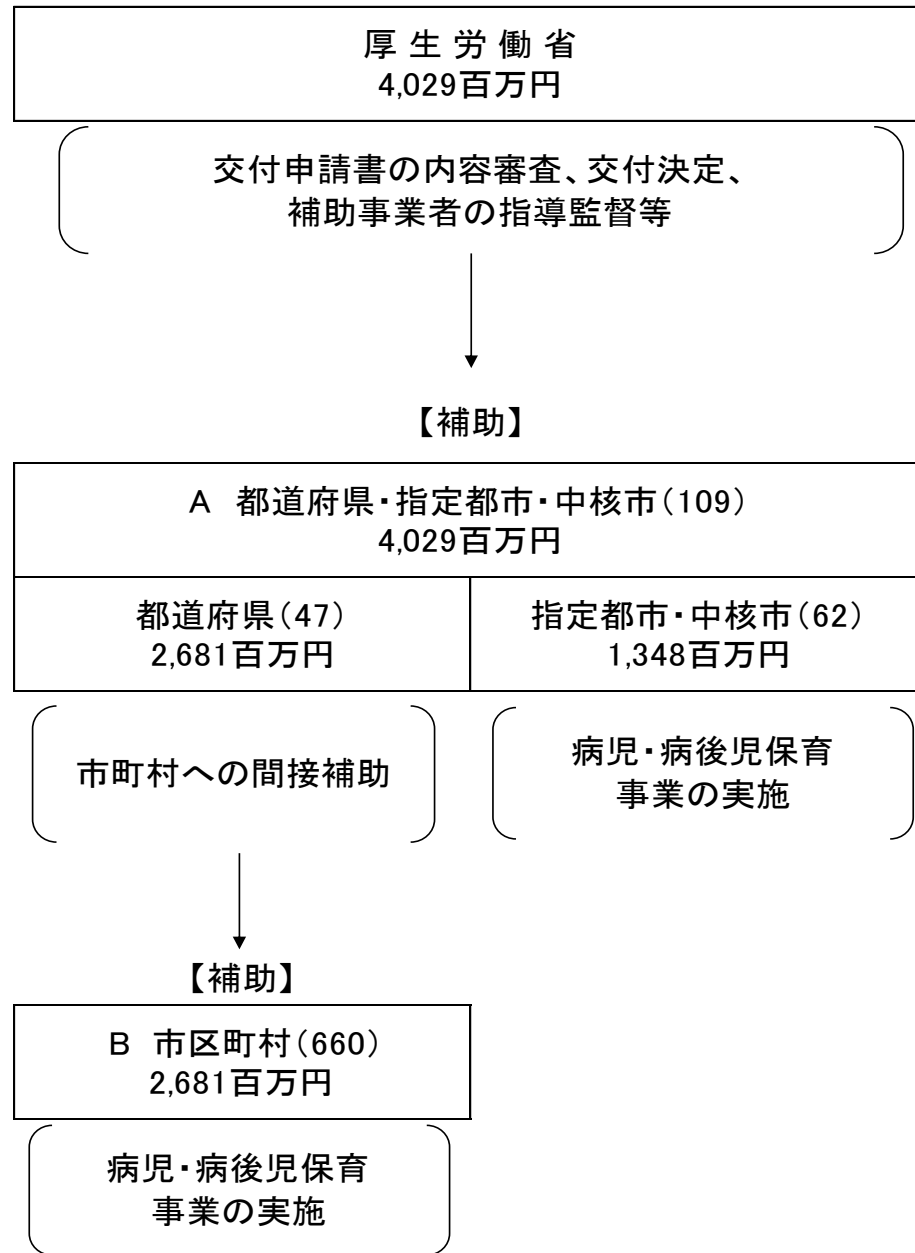 厚 生 労 働 省
4,029百万円
交付申請書の内容審査、交付決定、
補助事業者の指導監督等
【補助】
A 都道府県・指定都市・中核市(109)
4,029百万円
都道府県(47)
2,681百万円
指定都市・中核市(62)
1,348百万円
市町村への間接補助
病児・病後児保育
事業の実施
【補助】
B 市区町村(660)
2,681百万円
病児・病後児保育
事業の実施